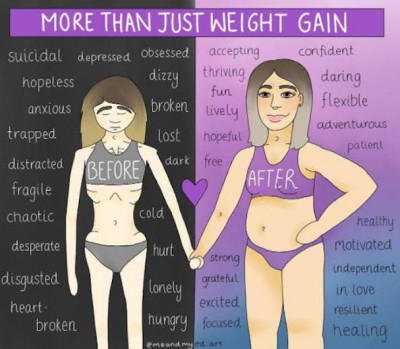 MORE THAN JUST WEIGHT GAIN
suicidal
depressed
obsessed
hopeless
dizzy
anxious
broken
trapped
lost
distracted
dark
fragile
chaotic
cold
desperate
hurt
disgusted
lonely
heart-
broken
hungry
BEFORE
accepting
confident
thriving
daring
fun
flexible
lively
adventurous
hopeful
patient
free
AFTER
healthy
motivated
strong
independent
grateful
in love
excited
resilient
focused
healing
@meandmyed.art